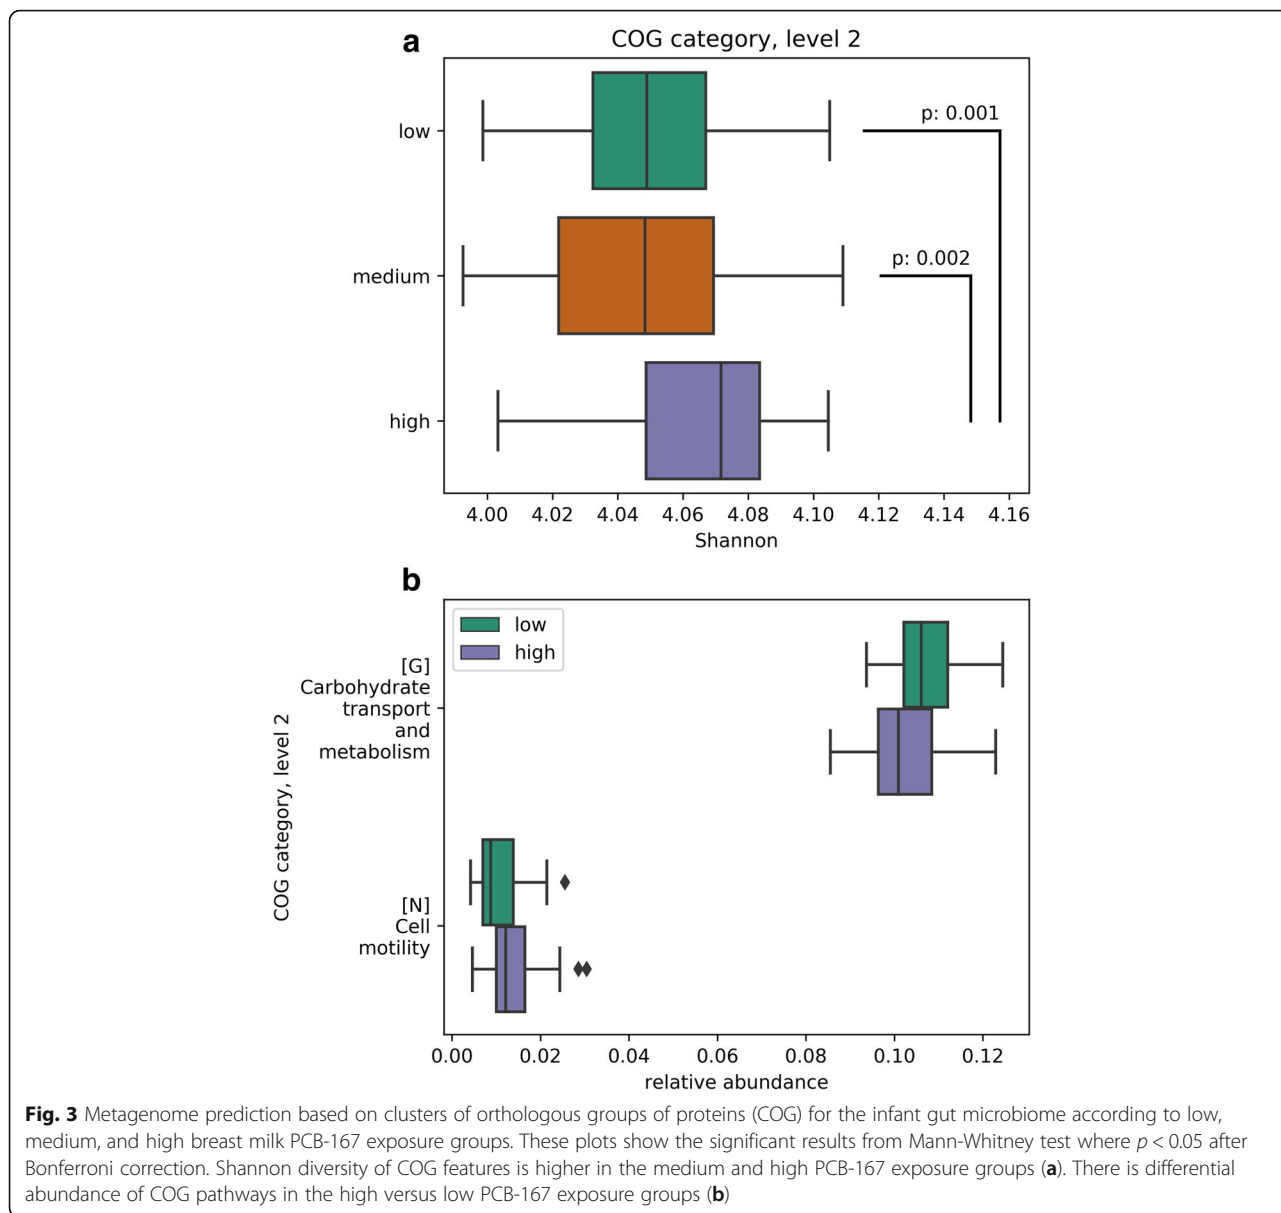 a
COG category, level 2
low
medium
high
p: 0.001
p: 0.002
4.00 4.02 4.04 4.06 4.08 4.10 4.12 4.14 4.16
Shannon
b
low
high
COG category, level 2
[G]
Carbohydrate
transport
and
metabolism
[N]
Cell
motility
0.00 0.02 0.04 0.06 0.08 0.10 0.12
relative abundance
Fig. 3 Metagenome prediction based on clusters of orthologous groups of proteins (COG) for the infant gut microbiome according to low,
medium, and high breast milk PCB-167 exposure groups. These plots show the significant results from Mann-Whitney test where p < 0.05 after
Bonferroni correction. Shannon diversity of COG features is higher in the medium and high PCB-167 exposure groups (a). There is differential
abundance of COG pathways in the high versus low PCB-167 exposure groups (b)